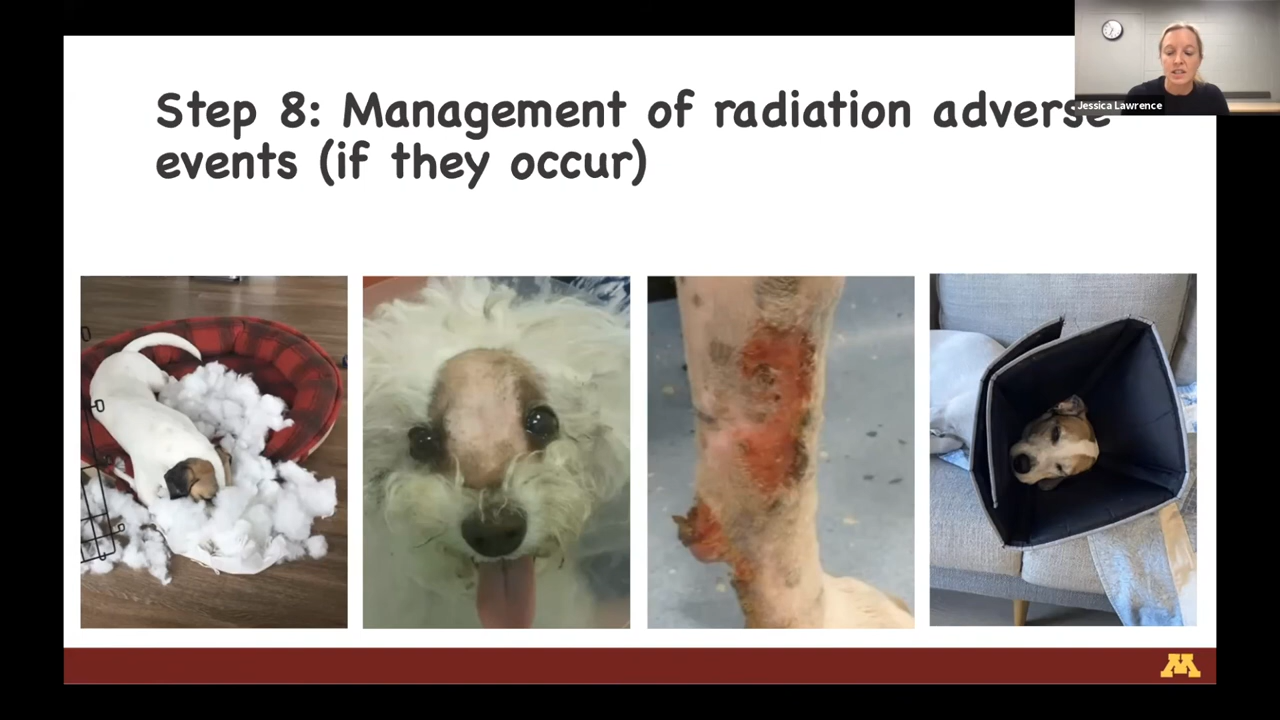 Step 8: Management of radiation adverse
events (if they occur)
Jessica Lawrence
M